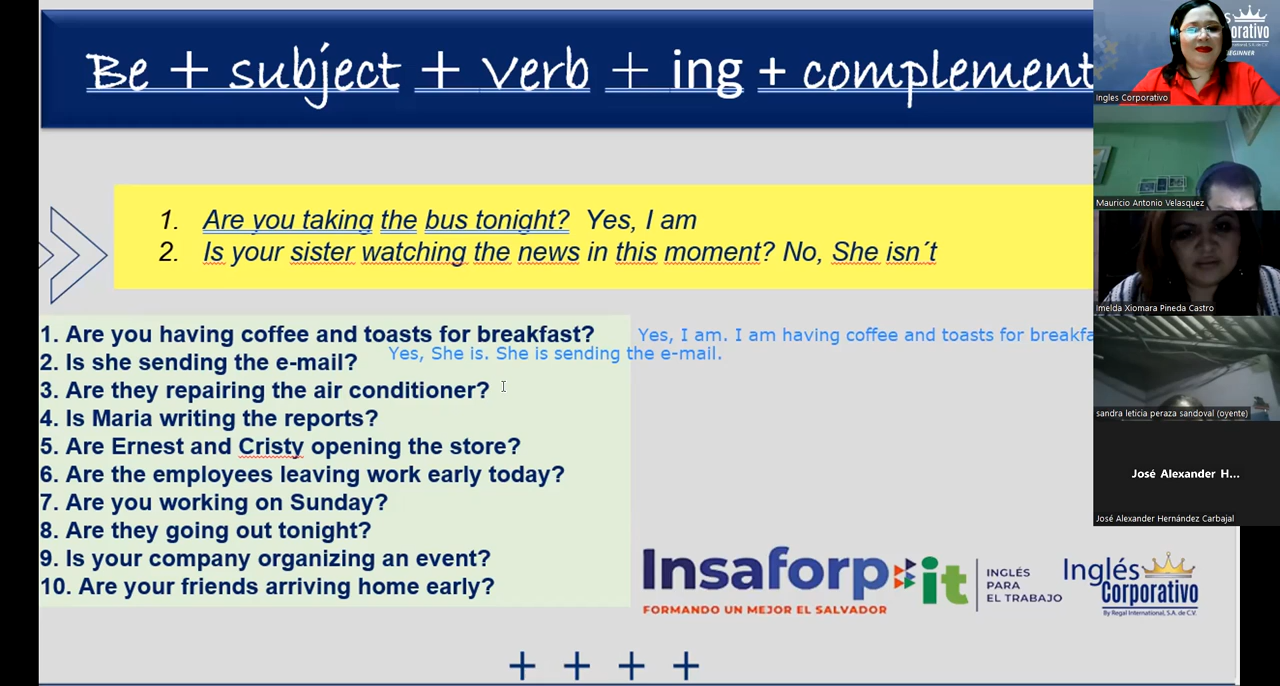 Be + subject + Verb + ing + complement
1. Are you taking the bus tonight? Yes, I am
2. Is your sister watching the news in this moment? No, She isn´t
1. Are you having coffee and toasts for breakfast? Yes, I am. I am having coffee and toasts for breakfa
2. Is she sending the e-mail? Yes, She is. She is sending the e-mail.
3. Are they repairing the air conditioner?
4. Is Maria writing the reports?
5. Are Ernest and Cristy opening the store?
6. Are the employees leaving work early today?
7. Are you working on Sunday?
8. Are they going out tonight?
9. Is your company organizing an event?
10. Are your friends arriving home early?
Insaforp it
FORMANDO UN MEJOR EL SALVADOR
INGLÉS
PARA
EL TRABAJO
Inglés
Corporativo
By Regal International, S.A. de C.V.
+ + + +
orativo
EGINNER
Ingles Corporativo
Mauricio Antonio Velasquez
Imelda Xiomara Pineda Castro
sandra leticia peraza sandoval (oyente)
José Alexander H...
José Alexander Hernández Carbajal